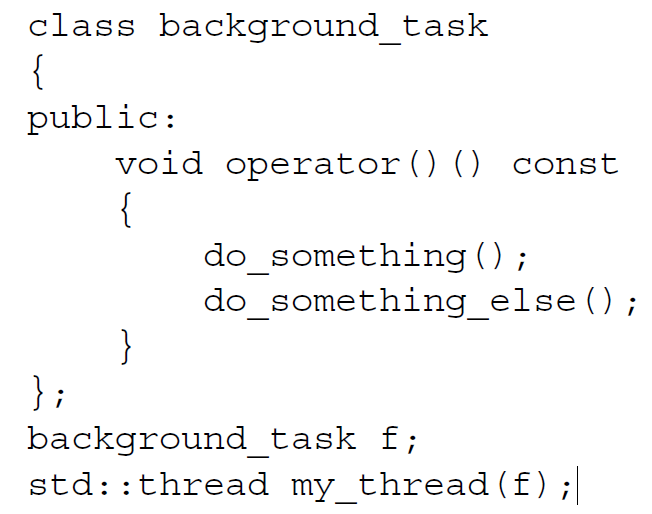 class background_task
{
public:
    void operator()() const
    {
        do_something();
        do_something_else();
    }
};
background_task f;
std::thread my_thread(f);